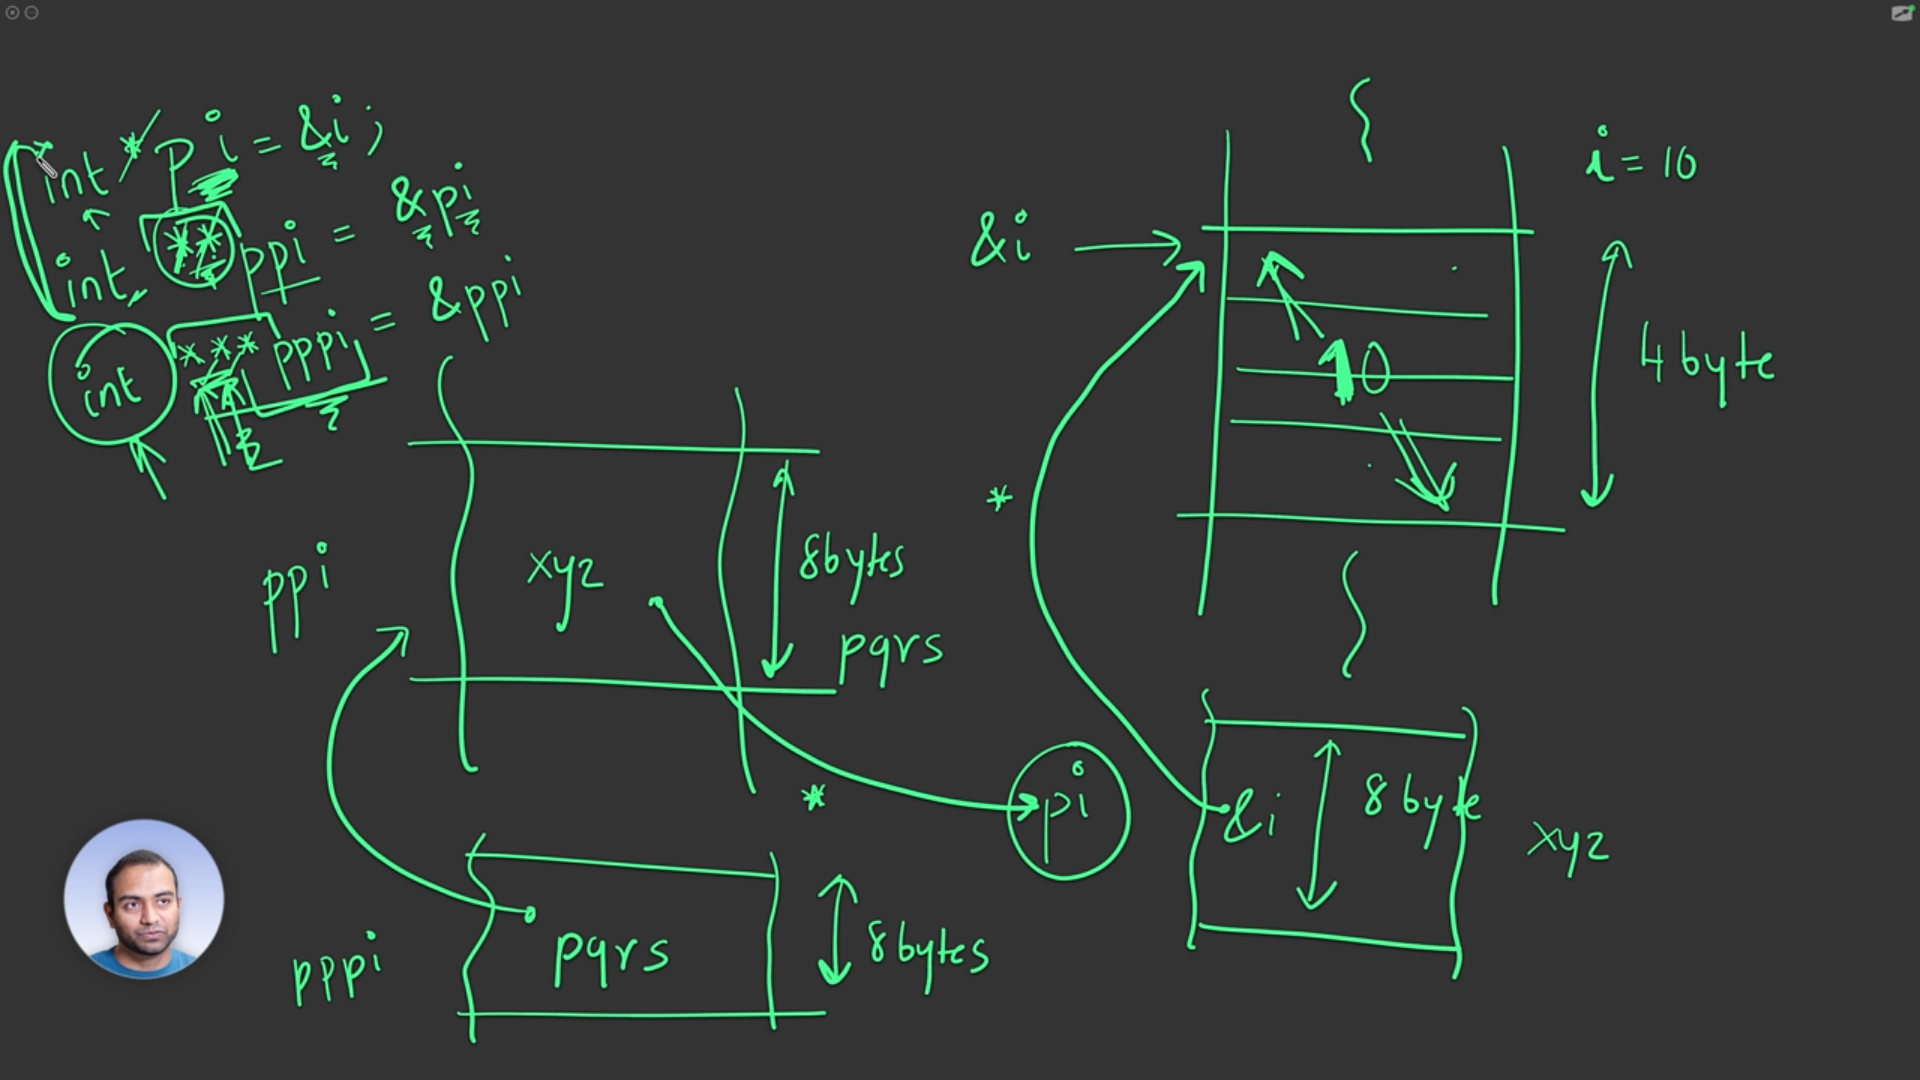 int * pi = &i ;
int ** ppi = &pi
int *** pppi = &ppi
i = 10
&i
10
4 byte
*
ppi
xyz
8bytes
pqrs
*
pi
&i
8 byte
xyz
pppi
pqrs
8bytes